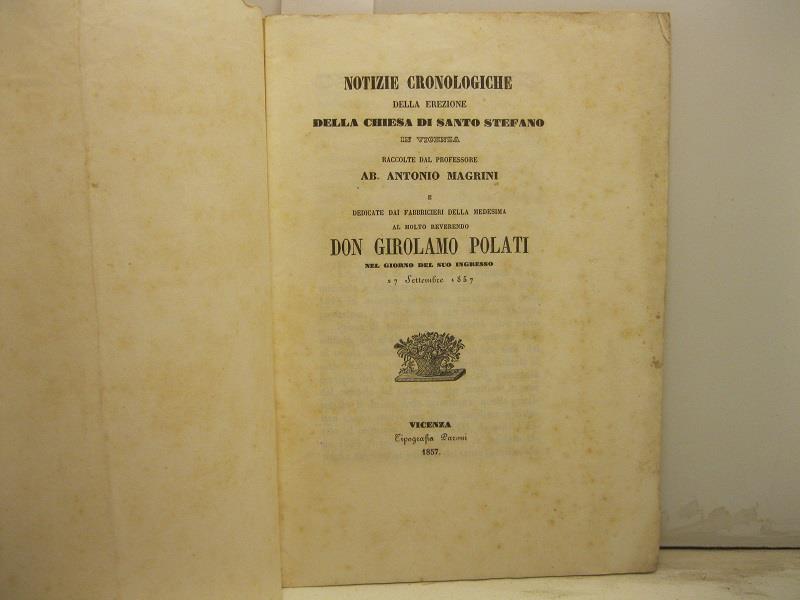 NOTIZIE CRONOLOGICHE
DELLA EREZIONE
DELLA CHIESA DI SANTO STEFANO
IN VICENZA
RACCOLTE DAL PROFESSORE
AB. ANTONIO MAGRINI
E
DEDICATE DAI FABBRICIERI DELLA MEDESIMA
AL MOLTO REVERENDO
DON GIROLAMO POLATI
NEL GIORNO DEL SUO INGRESSO
27 Settembre 1857
VICENZA
Tipografia Paroni
1857.